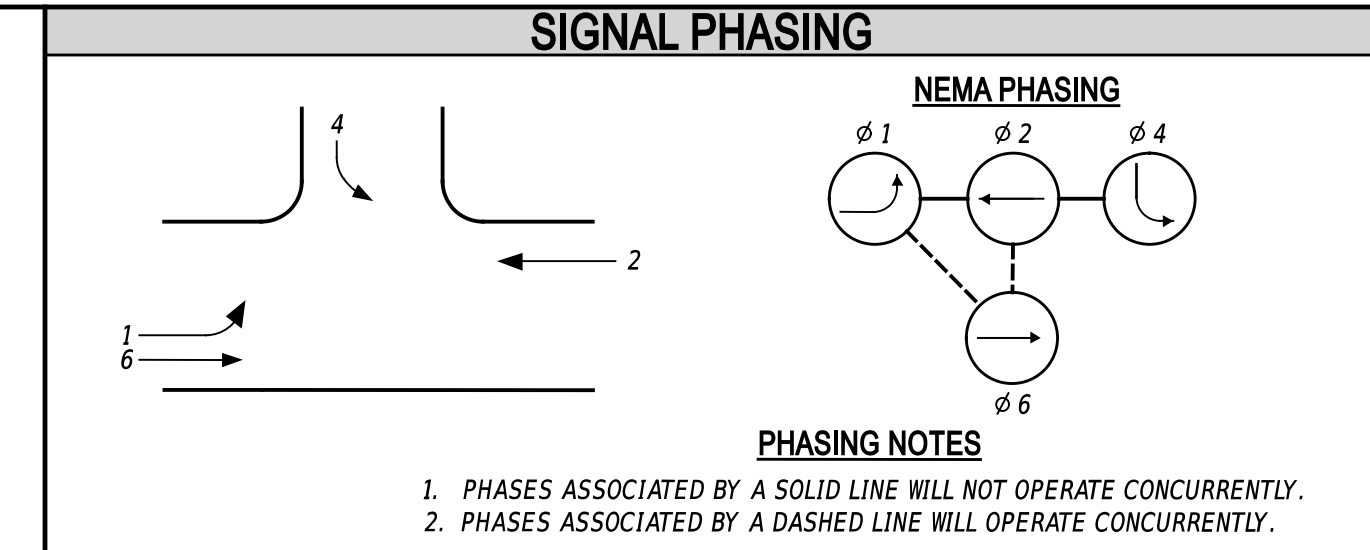 SIGNAL PHASING
4
2
1
6
NEMA PHASING
φ 1 φ 2 φ 4
φ 6
PHASING NOTES
1. PHASES ASSOCIATED BY A SOLID LINE WILL NOT OPERATE CONCURRENTLY.
2. PHASES ASSOCIATED BY A DASHED LINE WILL OPERATE CONCURRENTLY.